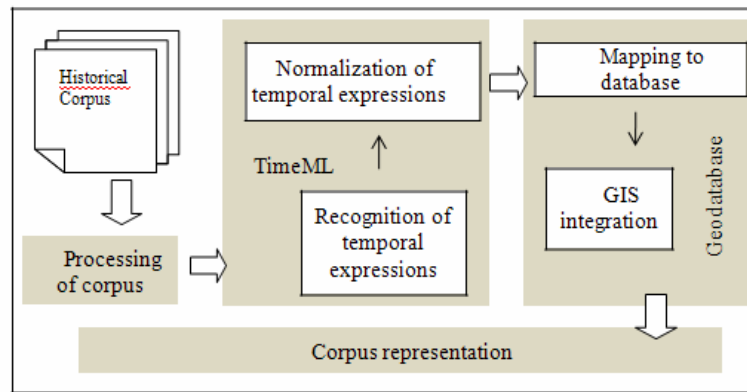 Historical
Corpus
Processing
of corpus
Normalization of
temporal expressions
TimeML
Recognition of
temporal
expressions
Mapping to
database
GIS
integration
Geodatabase
Corpus representation